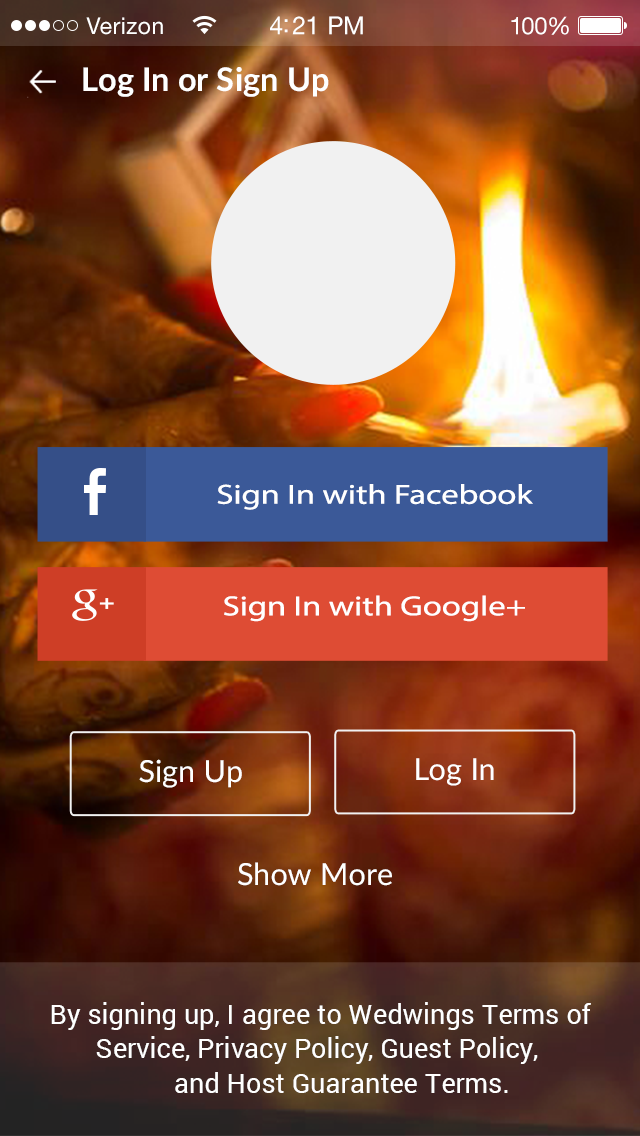 Verizon 4:21 PM 100%
Log In or Sign Up
f Sign In with Facebook
g+ Sign In with Google+
Sign Up Log In
Show More
By signing up, I agree to Wedwings Terms of
Service, Privacy Policy, Guest Policy,
and Host Guarantee Terms.